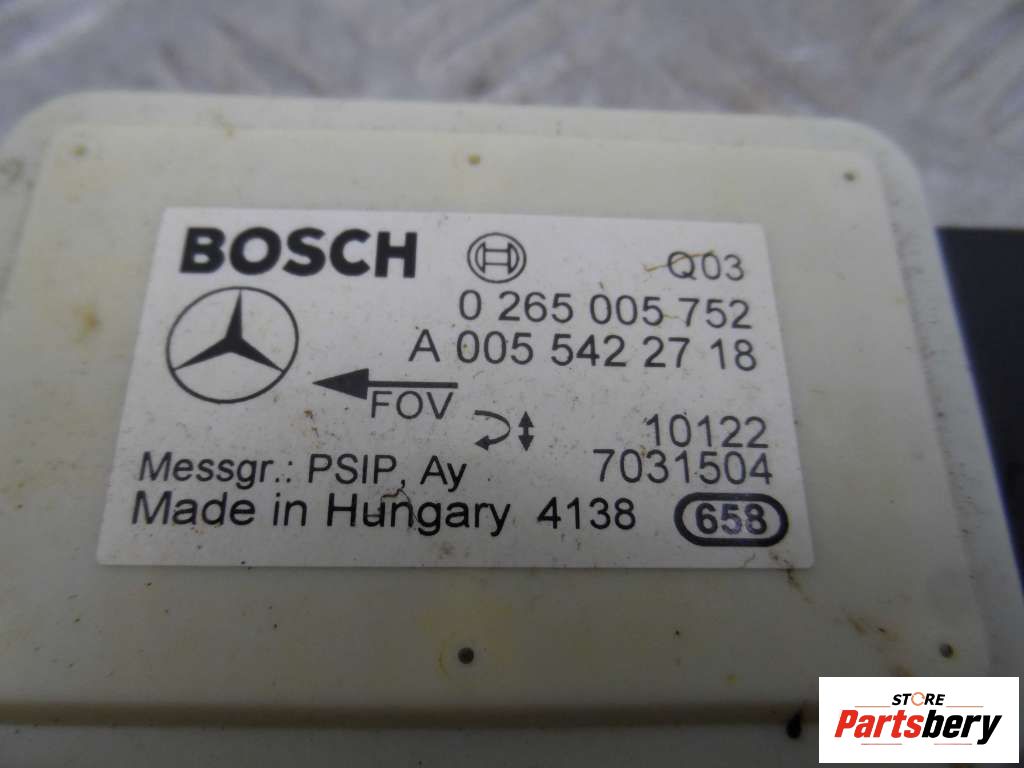 BOSCH
Q03
0 265 005 752
A 005 542 27 18
FOV
10122
Messgr.: PSIP, Ay
7031504
Made in Hungary 4138 658
STORE
Partsbery